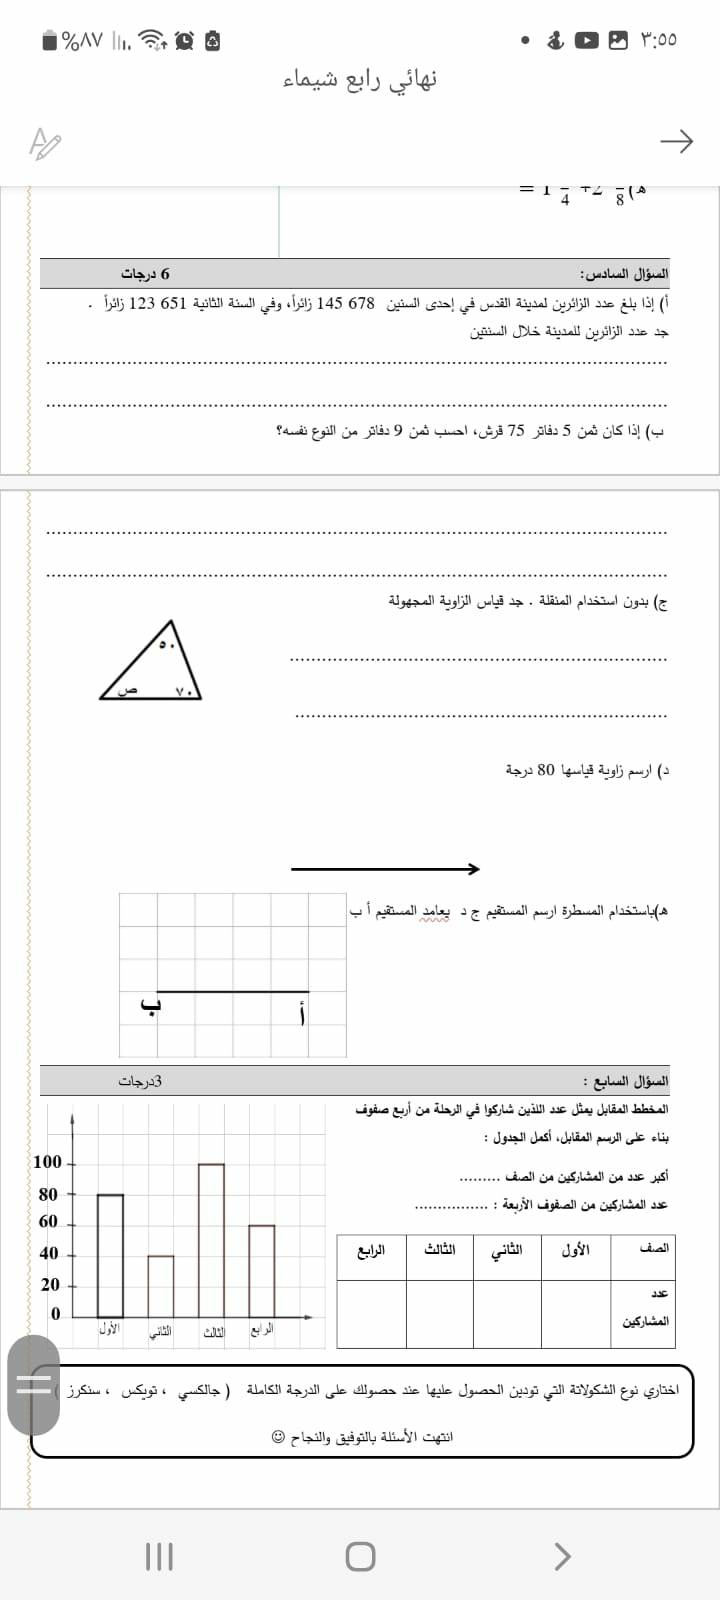 ٣:٥٥
%٨٧
نهائي رابع شيماء
ه)
8
+2
4
1 =
السؤال السادس: 6 درجات
أ) إذا بلغ عدد الزائرين لمدينة القدس في إحدى السنين 678 145 زائراً، وفي السنة الثانية 651 123 زائراً .
جد عدد الزائرين للمدينة خلال السنتين
ب) إذا كان ثمن 5 دفاتر 75 قرش، احسب ثمن 9 دفاتر من النوع نفسه؟
ج) بدون استخدام المنقلة . جد قياس الزاوية المجهولة
٥٠
ص
٧٠
د) ارسم زاوية قياسها 80 درجة
ه)باستخدام المسطرة ارسم المستقيم ج د يعامد المستقيم أ ب
أ
ب
السؤال السابع : 3درجات
المخطط المقابل يمثل عدد اللذين شاركوا في الرحلة من أربع صفوف
بناء على الرسم المقابل، أكمل الجدول :
أكبر عدد من المشاركين من الصف .........
عدد المشاركين من الصفوف الأربعة : ................
الصف الأول الثاني الثالث الرابع
عدد
المشاركين
100
80
60
40
20
0
الأول الثاني الثالث الرابع
اختاري نوع الشكولاتة التي تودين الحصول عليها عند حصولك على الدرجة الكاملة ( جالكسي ، تويكس ، سنكرز )
انتهت الأسئلة بالتوفيق والنجاح ☺